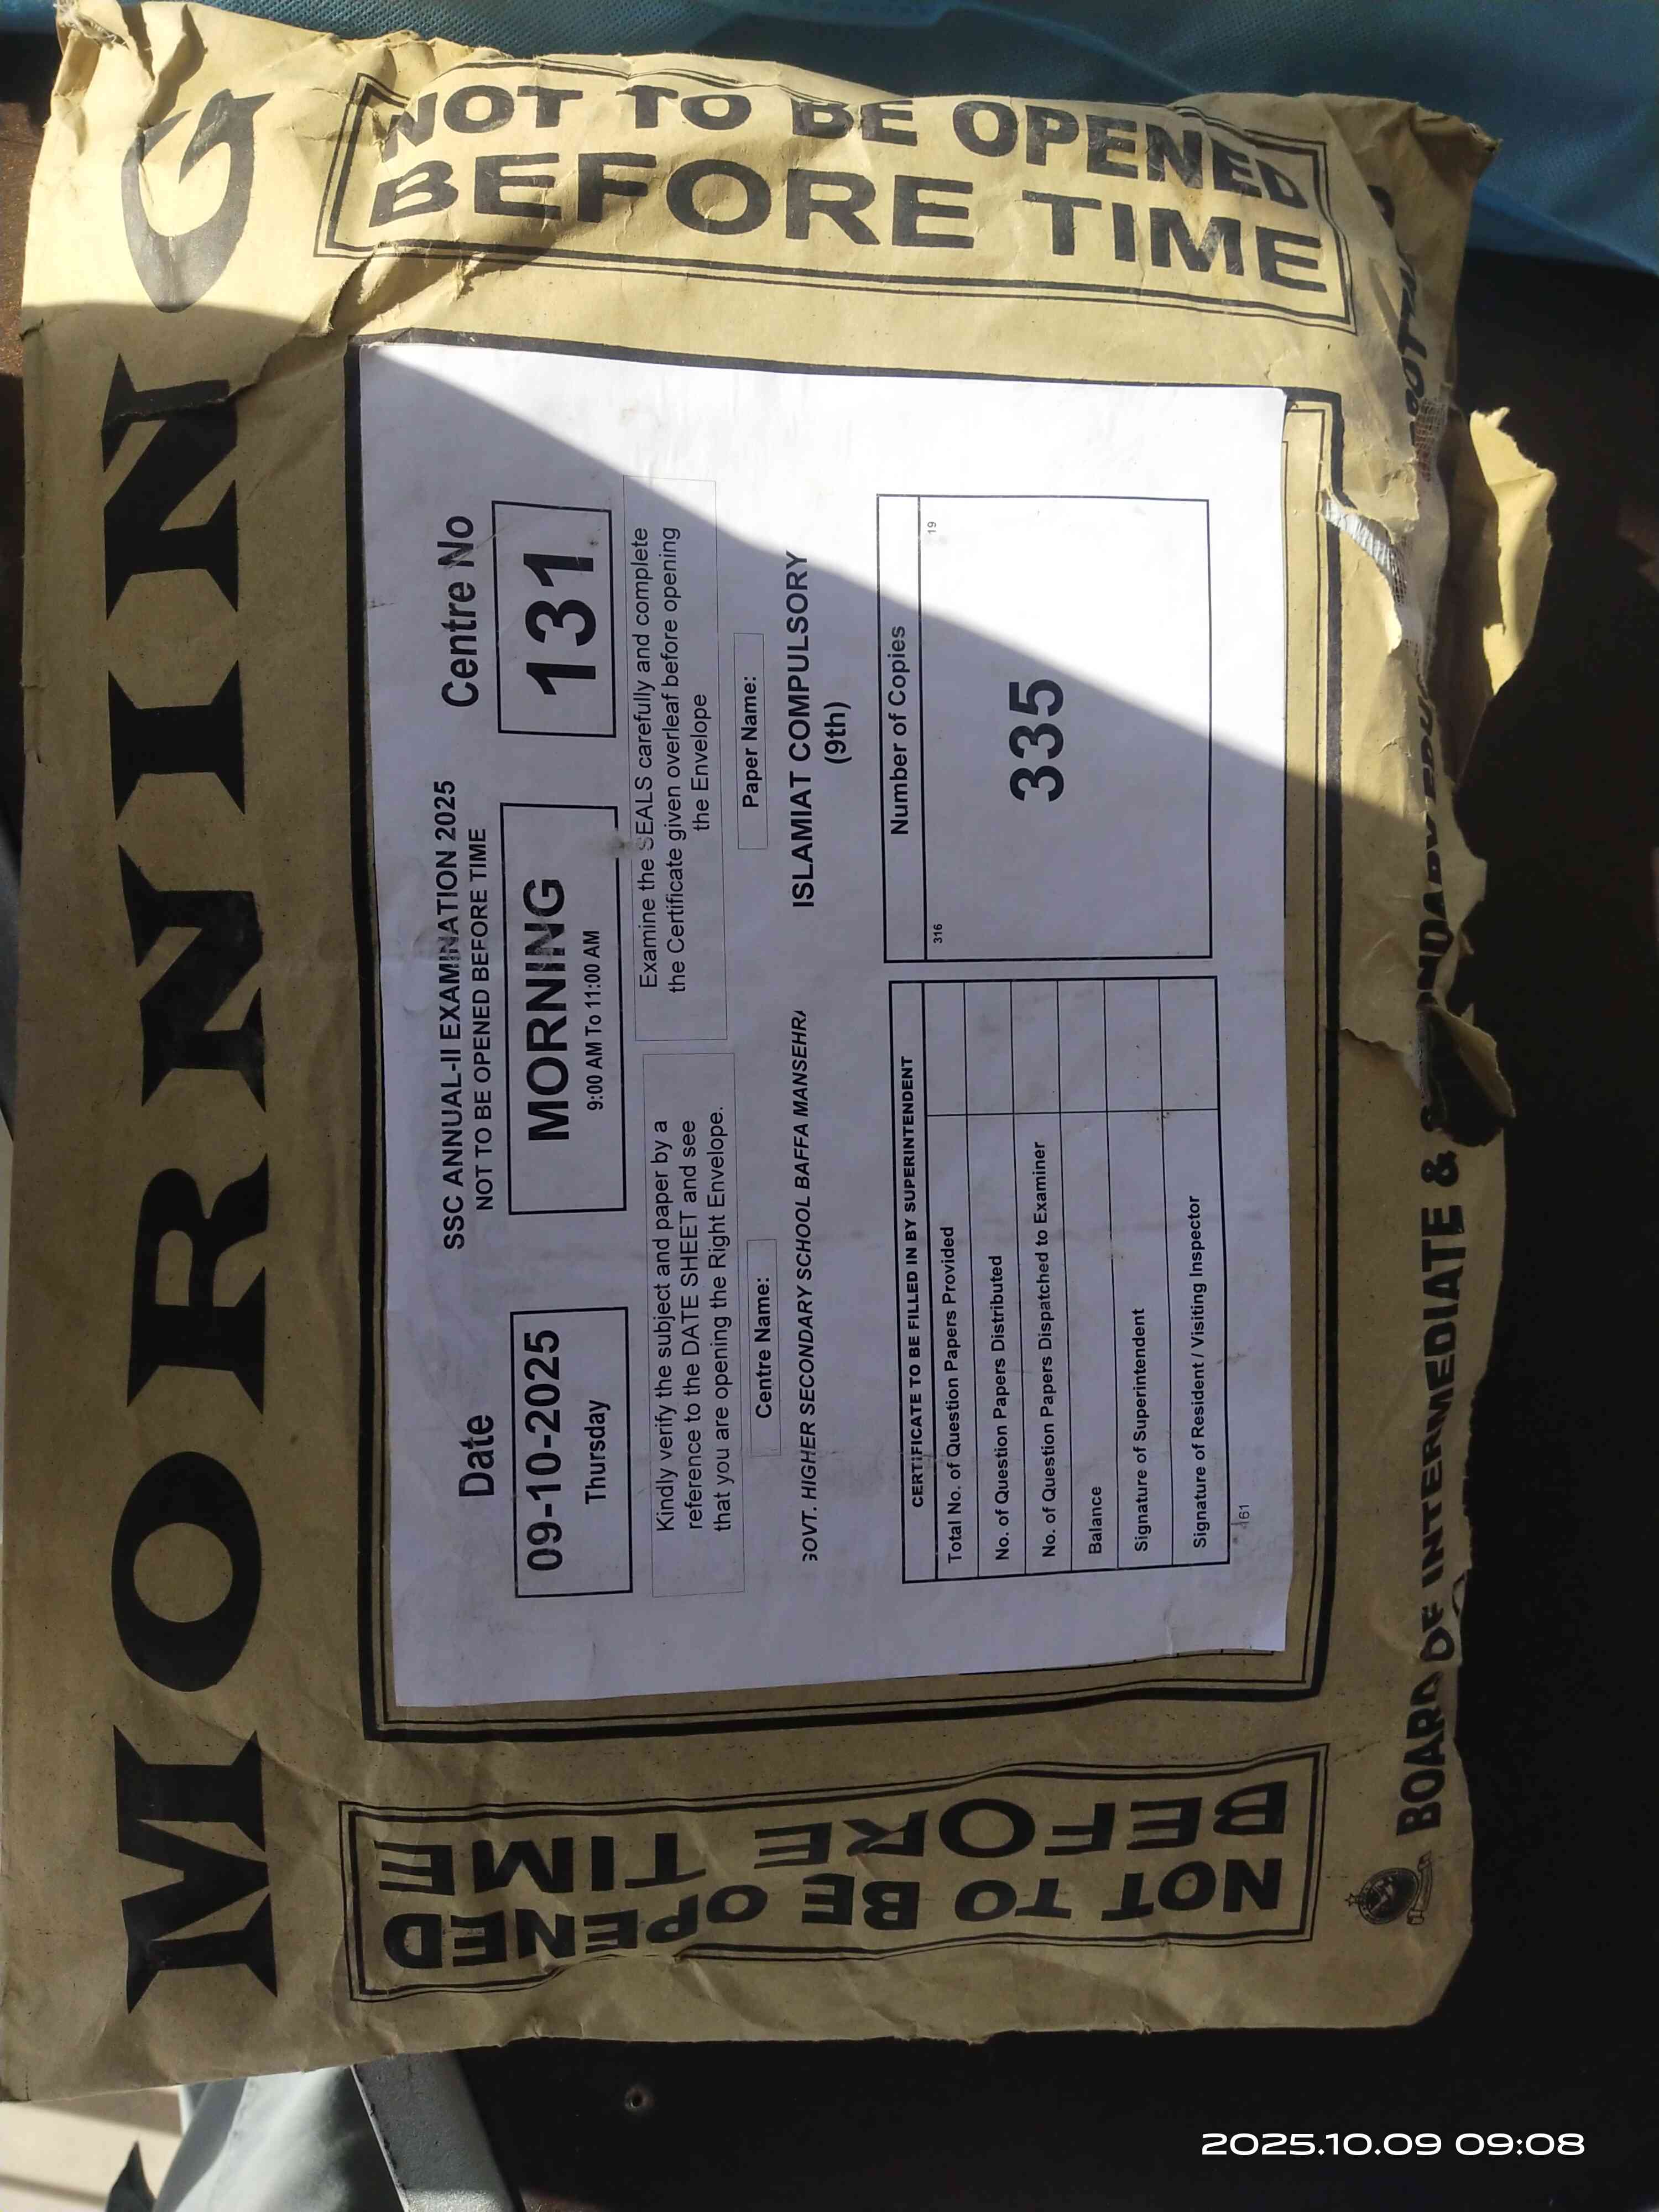 MORNING
NOT TO BE OPENED
BEFORE TIME
NOT TO BE OPENED
BEFORE TIME
SSC ANNUAL-II EXAMINATION 2025
NOT TO BE OPENED BEFORE TIME
Date
09-10-2025
Thursday
MORNING
9:00 AM To 11:00 AM
Centre No
131
Kindly verify the subject and paper by a
reference to the DATE SHEET and see
that you are opening the Right Envelope.
Examine the SEALS carefully and complete
the Certificate given overleaf before opening
the Envelope
Centre Name:
GOVT. HIGHER SECONDARY SCHOOL BAFFA MANSEHRA
Paper Name:
ISLAMIAT COMPULSORY
(9th)
CERTIFICATE TO BE FILLED IN BY SUPERINTENDENT
Total No. of Question Papers Provided
No. of Question Papers Distributed
No. of Question Papers Dispatched to Examiner
Balance
Signature of Superintendent
Signature of Resident / Visiting Inspector
161
Number of Copies
316
19
335
BOARD OF INTERMEDIATE &
2025.10.09 09:08